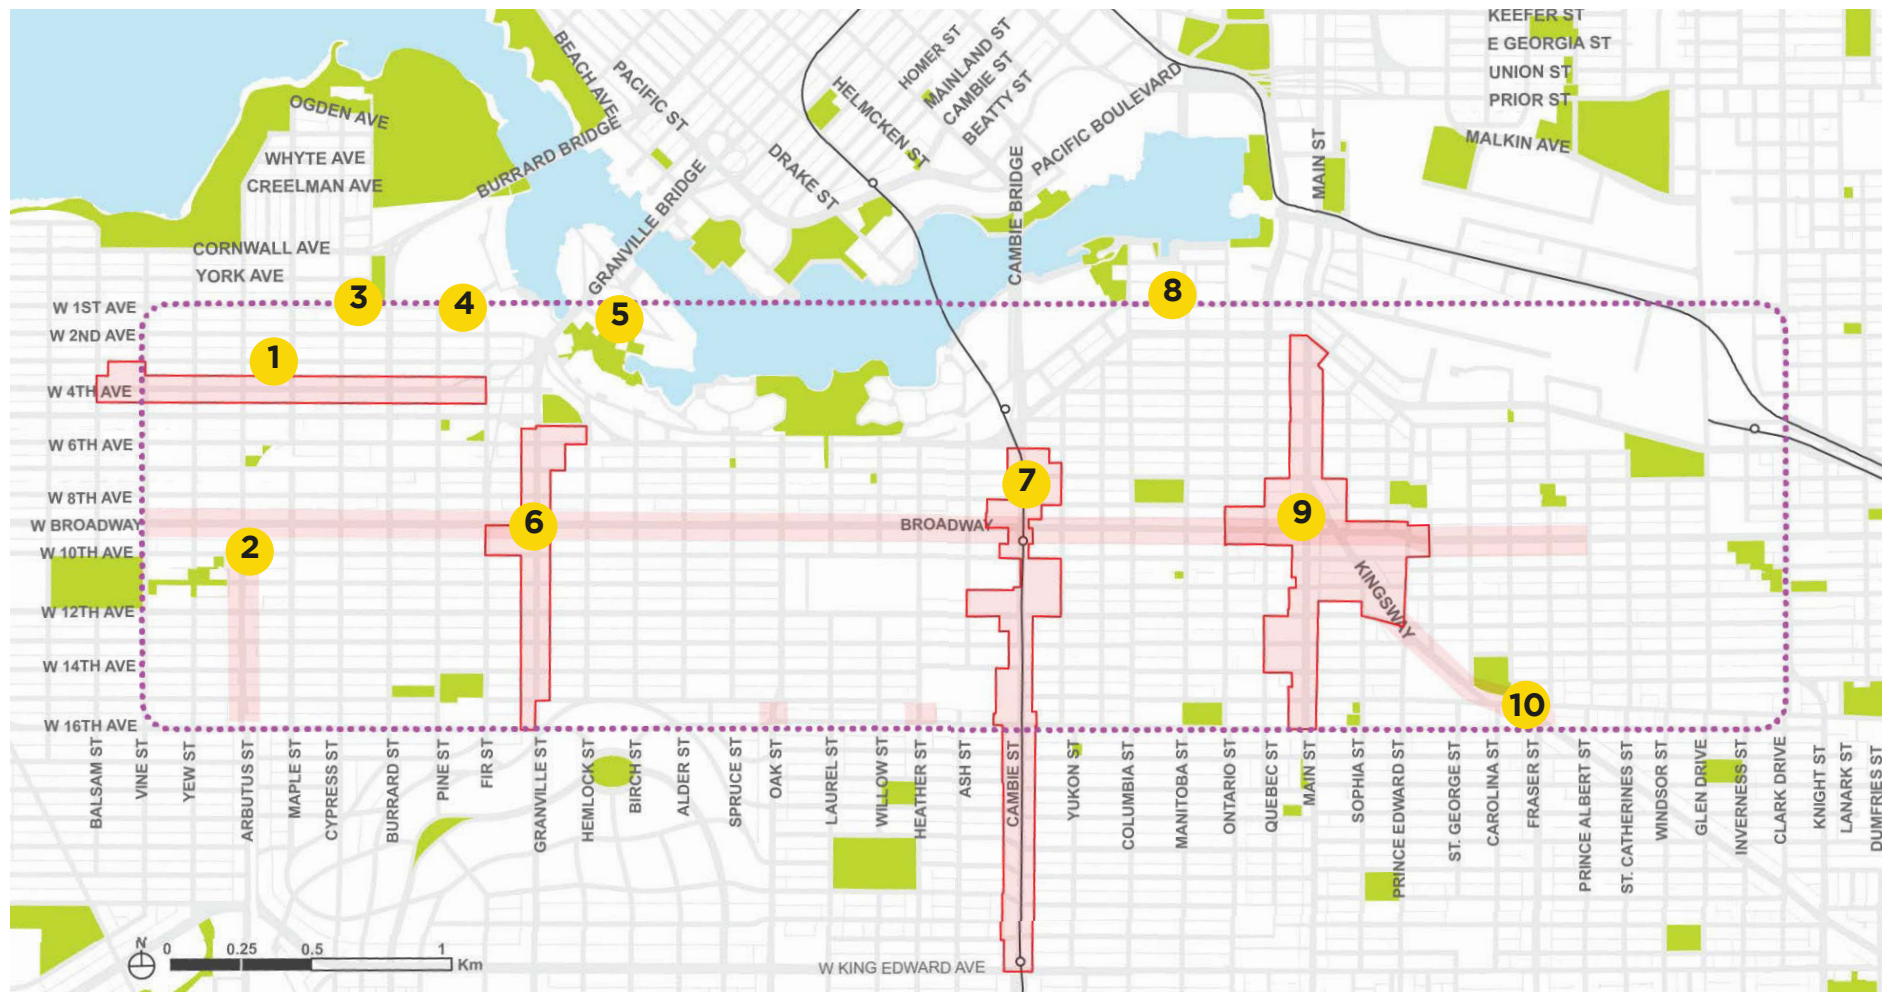 KEEFER ST
E GEORGIA ST
UNION ST
PRIOR ST
MALKIN AVE
BEACH AVE
PACIFIC ST
HOMER ST
MAINLAND ST
CAMBIE ST
BEATTY ST
HELMCKEN ST
PACIFIC BOULEVARD
OGDEN AVE
WHYTE AVE
CREELMAN AVE
BURRARD BRIDGE
DRAKE ST
GRANVILLE BRIDGE
CAMBIE BRIDGE
MAIN ST
CORNWALL AVE
YORK AVE
3
4
5
8
W 1ST AVE
W 2ND AVE
1
W 4TH AVE
W 6TH AVE
7
W 8TH AVE
W BROADWAY
6
BROADWAY
9
2
W 10TH AVE
KINGSWAY
W 12TH AVE
W 14TH AVE
10
W 16TH AVE
BALSAM ST
VINE ST
YEW ST
ARBUTUS ST
MAPLE ST
CYPRESS ST
BURRARD ST
PINE ST
FIR ST
GRANVILLE ST
HEMLOCK ST
BIRCH ST
ALDER ST
SPRUCE ST
OAK ST
LAUREL ST
WILLOW ST
HEATHER ST
ASH ST
CAMBIE ST
YUKON ST
COLUMBIA ST
MANITOBA ST
ONTARIO ST
QUEBEC ST
MAIN ST
SOPHIA ST
PRINCE EDWARD ST
ST. GEORGE ST
CAROLINA ST
FRASER ST
PRINCE ALBERT ST
ST. CATHERINES ST
WINDSOR ST
GLEN DRIVE
INVERNESS ST
CLARK DRIVE
KNIGHT ST
LANARK ST
DUMFRIES ST
N
0 0.25 0.5 1
Km
W KING EDWARD AVE